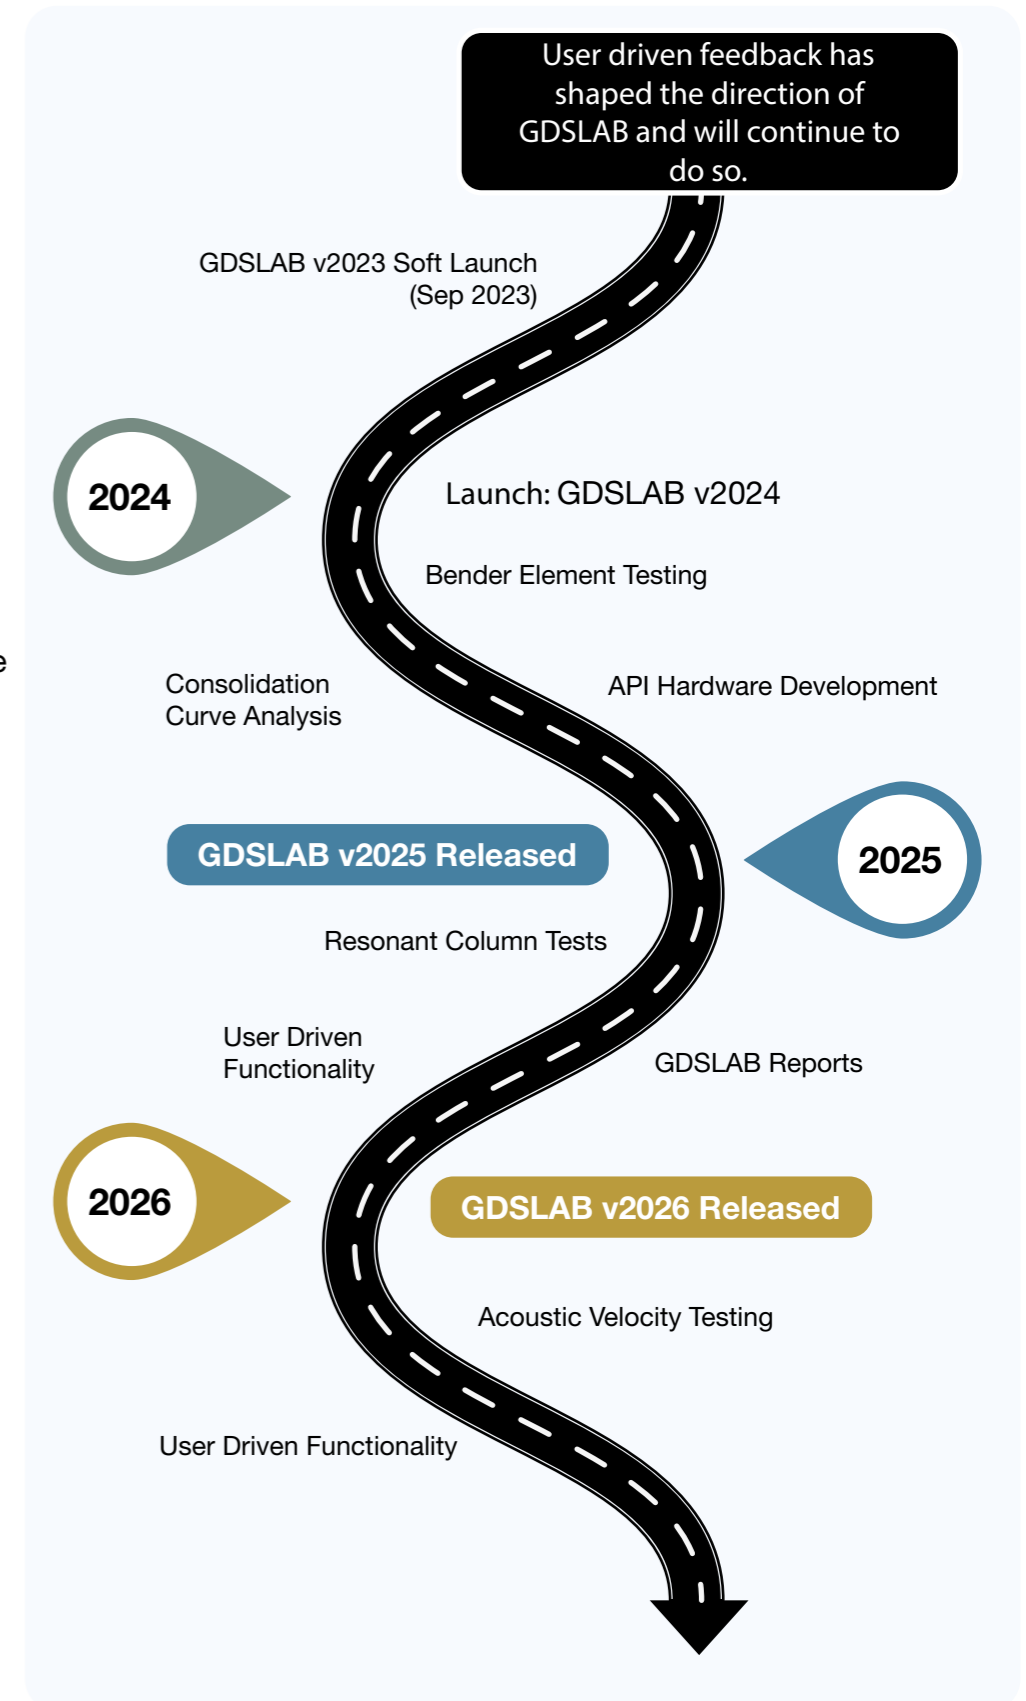 User driven feedback has
shaped the direction of
GDSLAB and will continue to
do so.
GDSLAB v2023 Soft Launch
(Sep 2023)
2024
Launch: GDSLAB v2024
Bender Element Testing
e
Consolidation
Curve Analysis
API Hardware Development
GDSLAB v2025 Released
2025
Resonant Column Tests
User Driven
Functionality
GDSLAB Reports
2026
GDSLAB v2026 Released
Acoustic Velocity Testing
User Driven Functionality